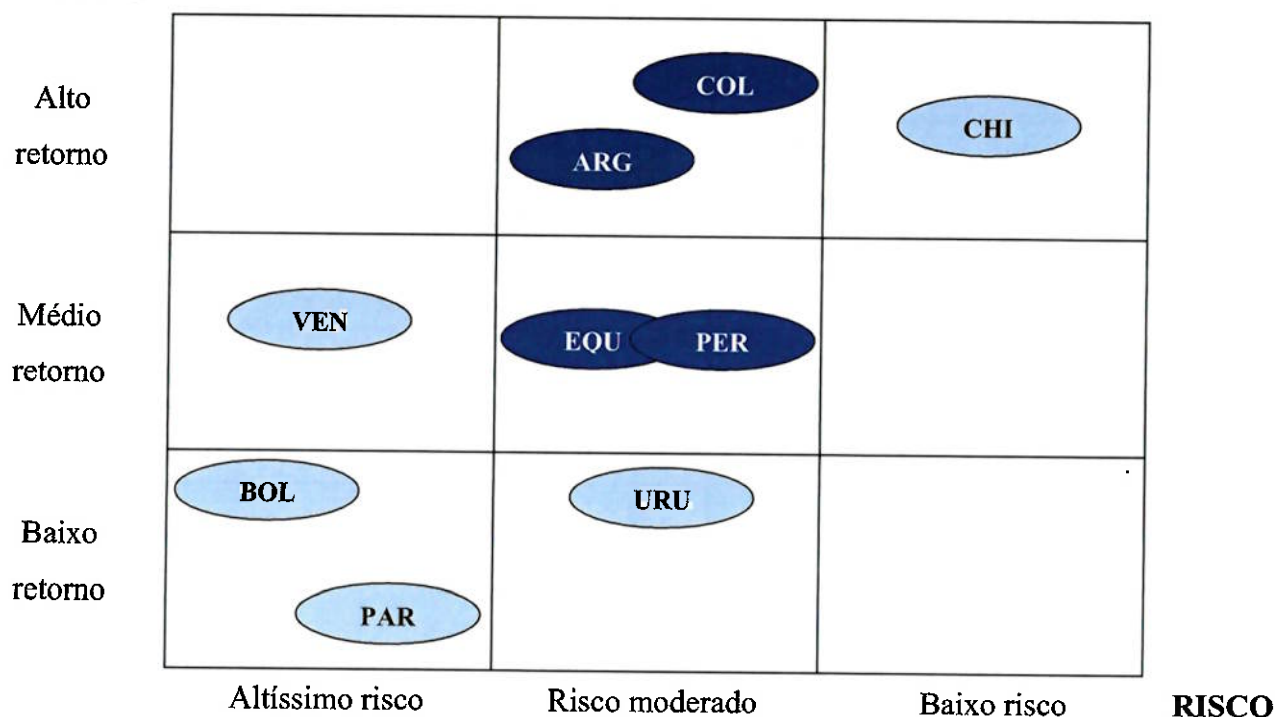 Alto
retorno
COL
CHI
ARG
Médio
retorno
VEN
EQU
PER
Baixo
retorno
BOL
URU
PAR
Altíssimo risco
Risco moderado
Baixo risco
RISCO